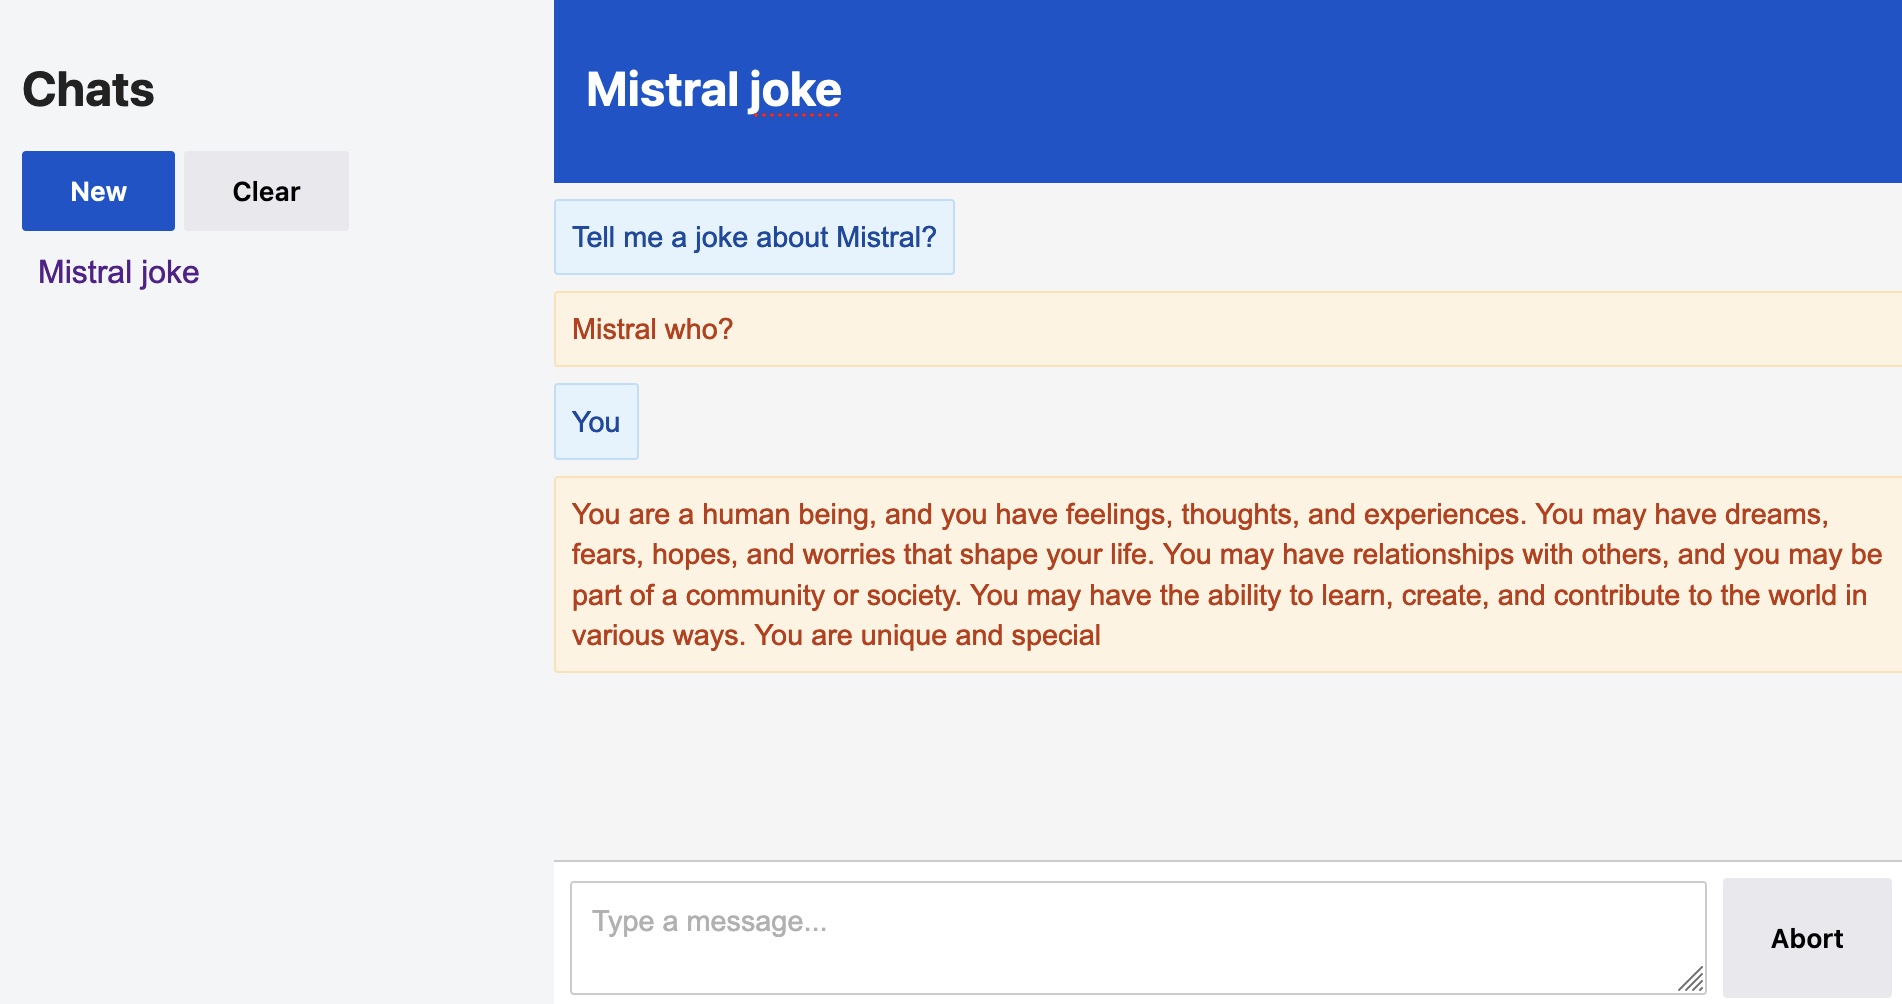 Chats
New
Clear
Mistral joke
Mistral joke
Tell me a joke about Mistral?
Mistral who?
You
You are a human being, and you have feelings, thoughts, and experiences. You may have dreams,
fears, hopes, and worries that shape your life. You may have relationships with others, and you may be
part of a community or society. You may have the ability to learn, create, and contribute to the world in
various ways. You are unique and special
Type a message...
Abort